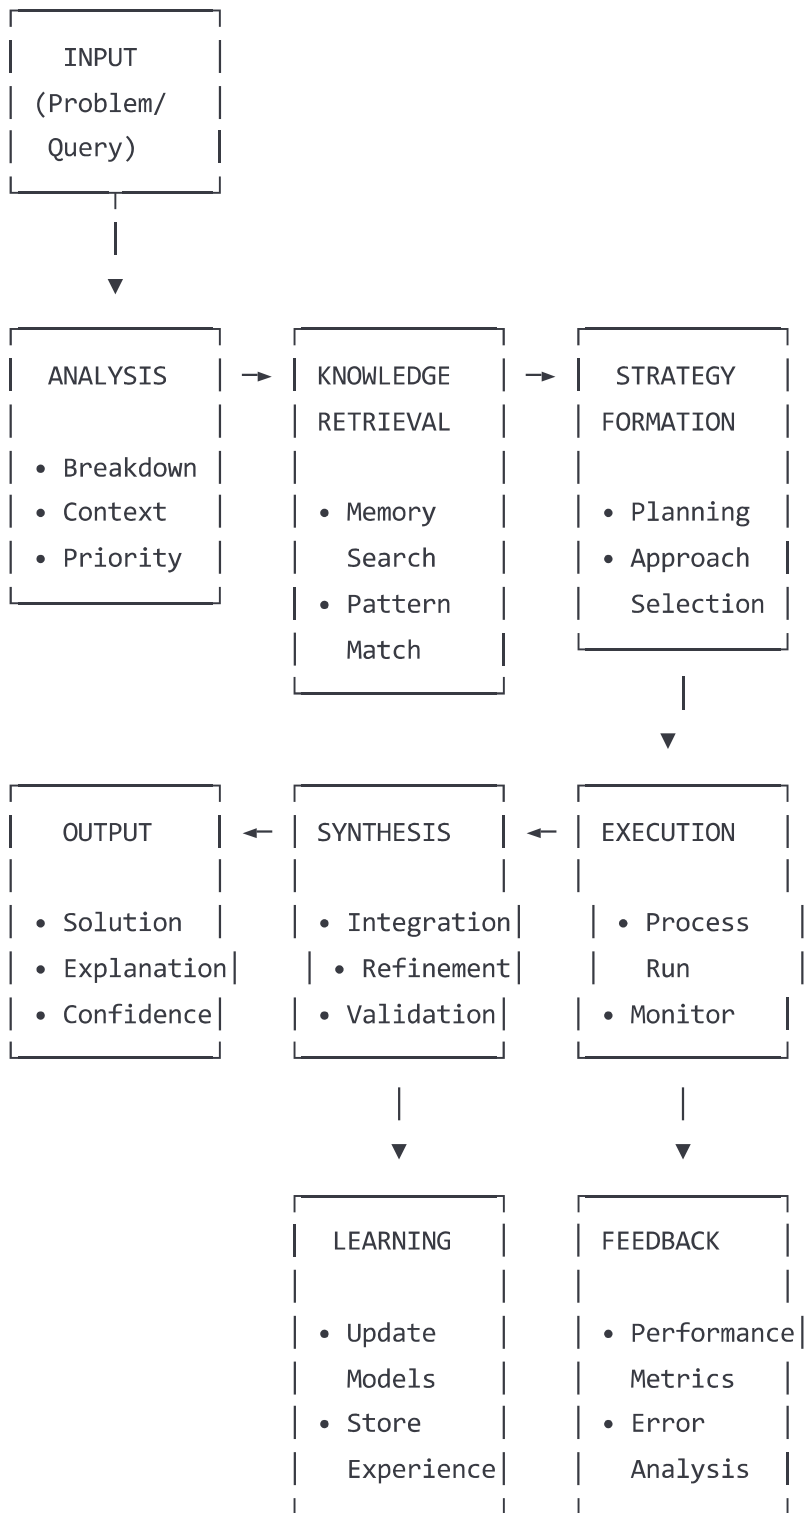 INPUT
(Problem/
Query)
ANALYSIS
• Breakdown
• Context
• Priority
KNOWLEDGE
RETRIEVAL
• Memory
Search
• Pattern
Match
STRATEGY
FORMATION
• Planning
• Approach
Selection
OUTPUT
• Solution
• Explanation
• Confidence
SYNTHESIS
• Integration
• Refinement
• Validation
EXECUTION
• Process
Run
• Monitor
LEARNING
• Update
Models
• Store
Experience
FEEDBACK
• Performance
Metrics
• Error
Analysis